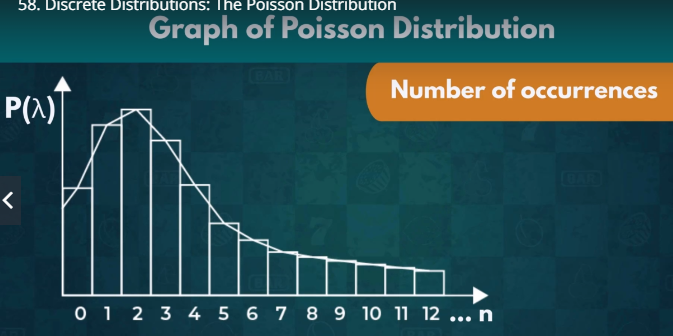 58. Discrete Distributions: The Poisson Distribution
Graph of Poisson Distribution
Number of occurrences
P(λ)
0 1 2 3 4 5 6 7 8 9 10 11 12 ... n